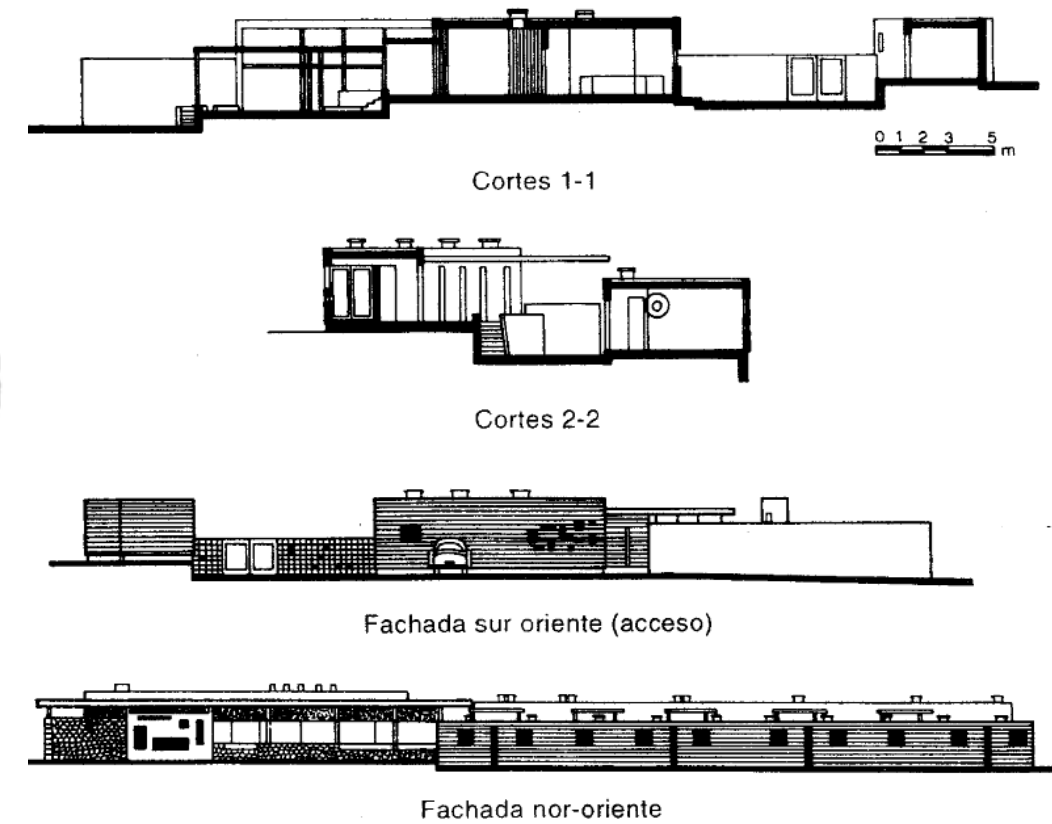 0 1 2 3 5 m
Cortes 1-1
Cortes 2-2
Fachada sur oriente (acceso)
Fachada nor-oriente